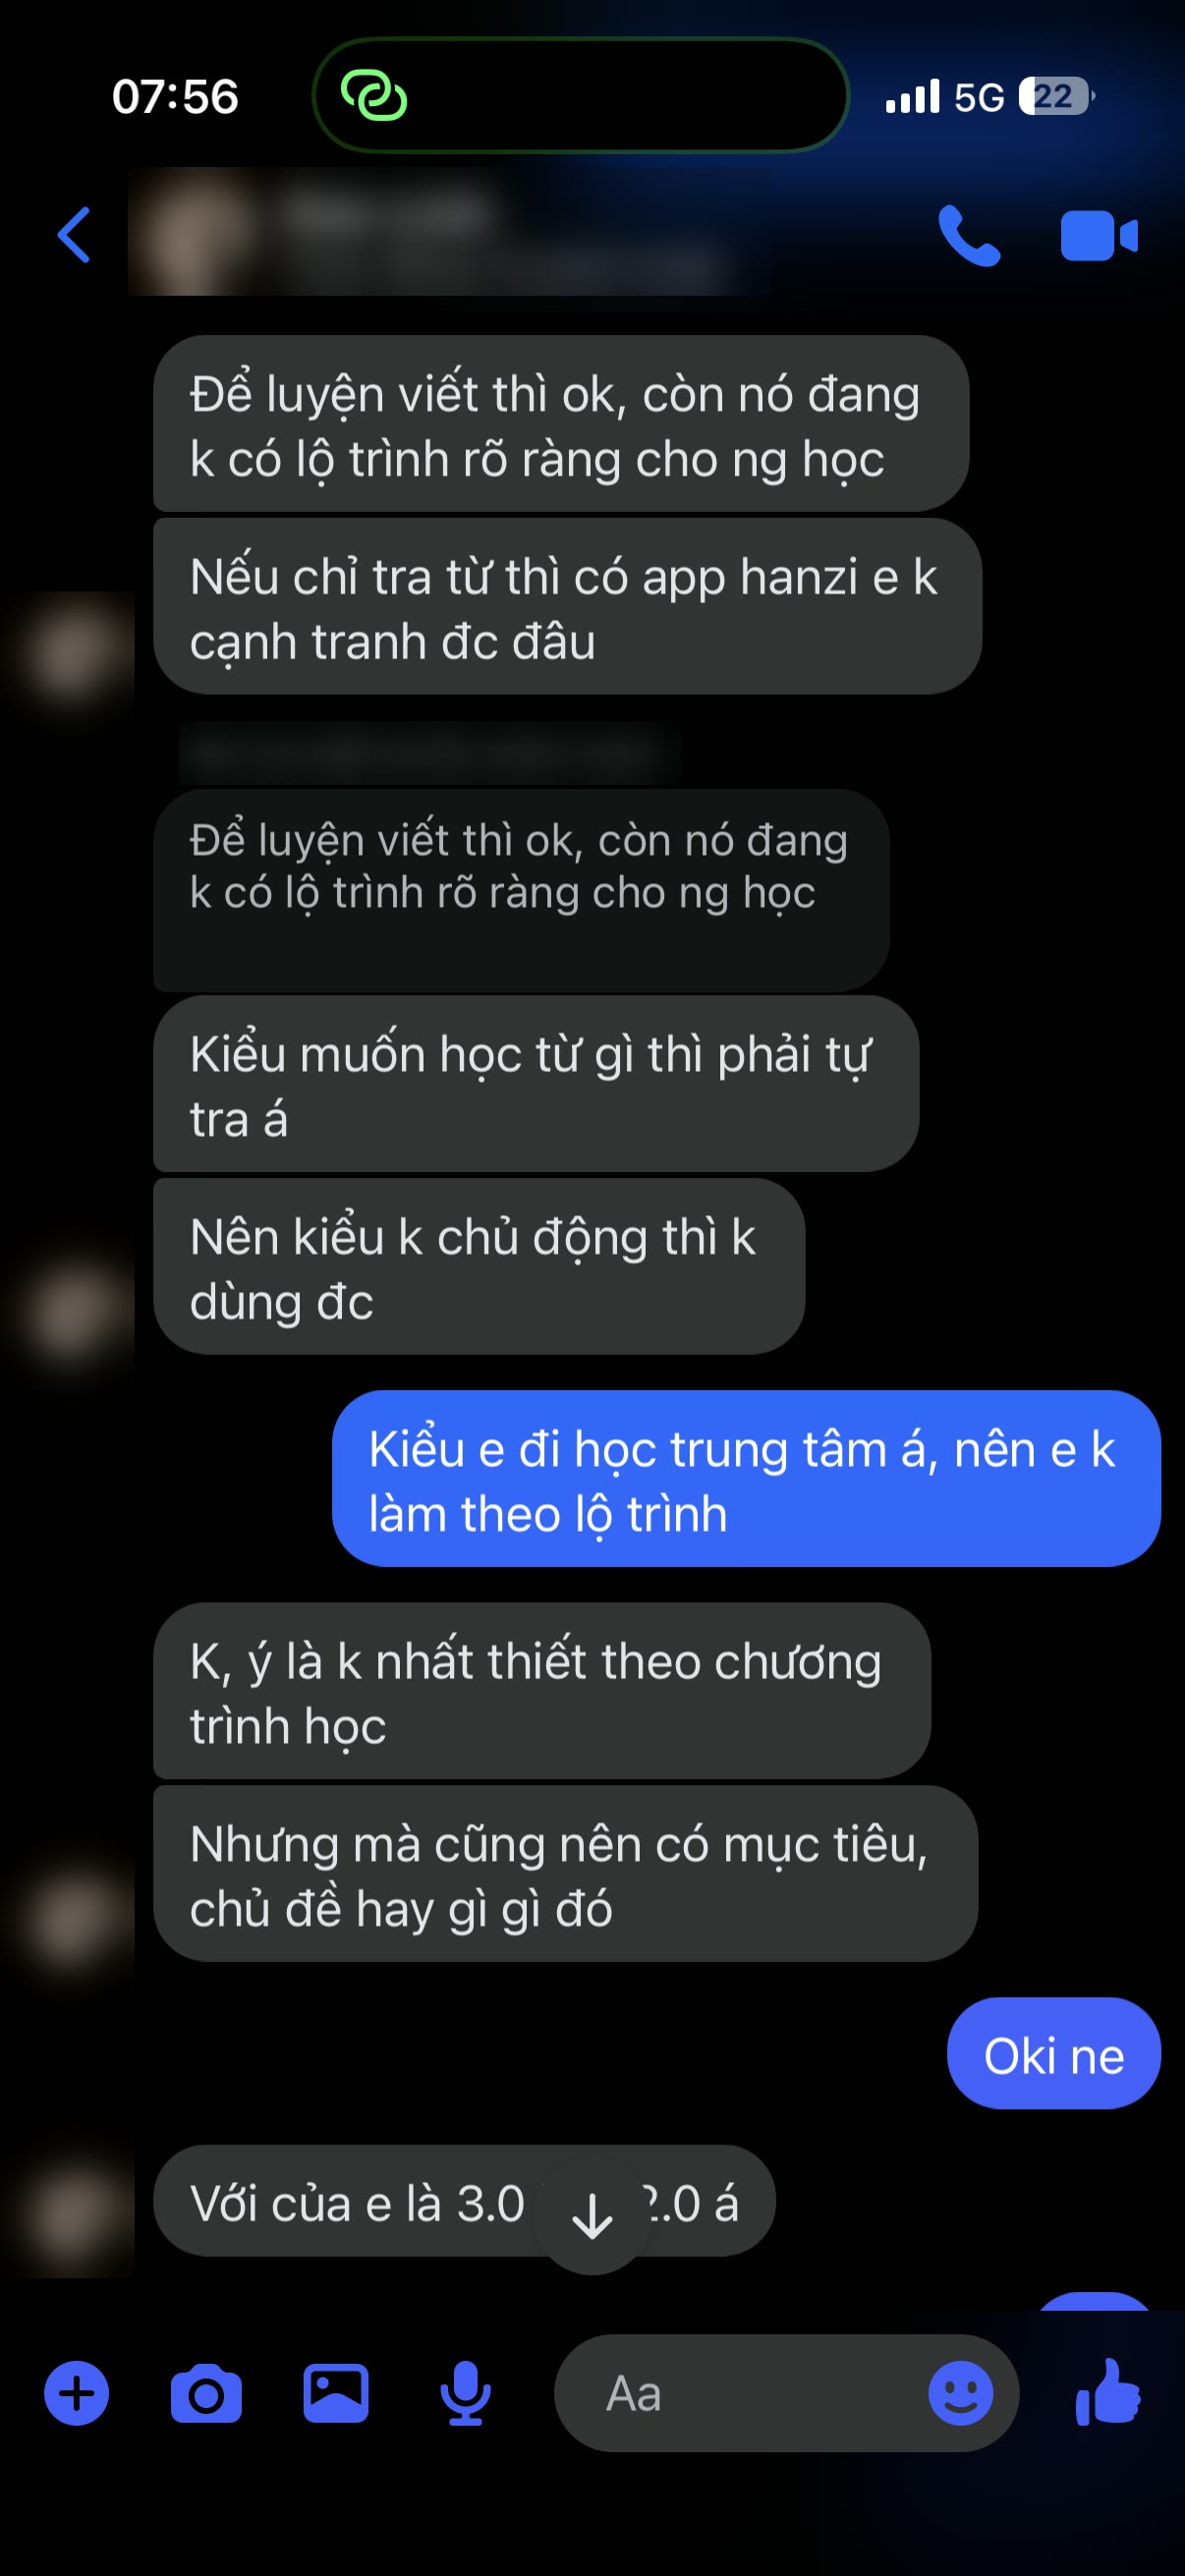 07:56
5G
22
Để luyện viết thì ok, còn nó đang
k có lộ trình rõ ràng cho ng học
Nếu chỉ tra từ thì có app hanzi e k
cạnh tranh đc đâu
Để luyện viết thì ok, còn nó đang
k có lộ trình rõ ràng cho ng học
Kiểu muốn học từ gì thì phải tự
tra á
Nên kiểu k chủ động thì k
dùng đc
Kiểu e đi học trung tâm á, nên e k
làm theo lộ trình
K, ý là k nhất thiết theo chương
trình học
Nhưng mà cũng nên có mục tiêu,
chủ đề hay gì gì đó
Oki ne
Với của e là 3.0 2.0 á
Aa